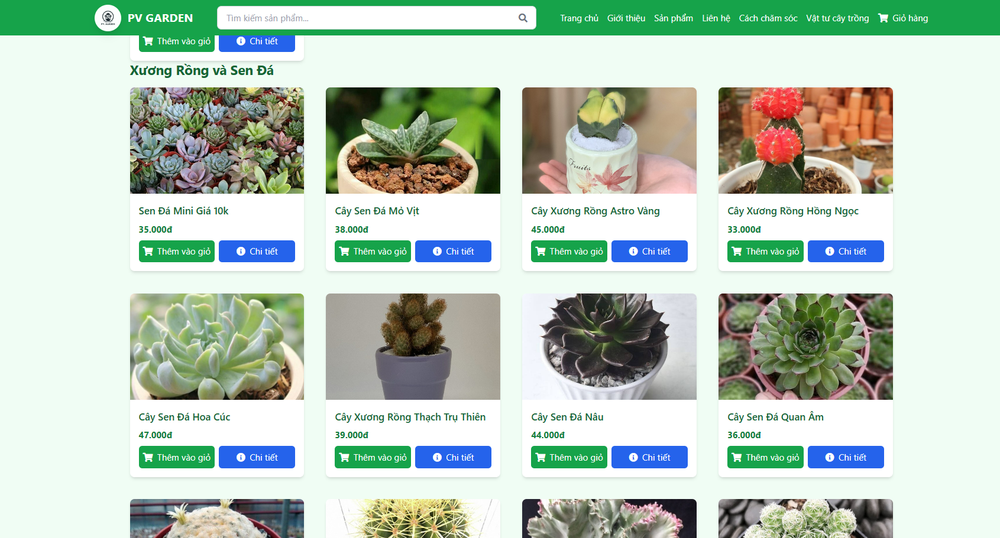 PV GARDEN
Tìm kiếm sản phẩm...
Trang chủ
Giới thiệu
Sản phẩm
Liên hệ
Cách chăm sóc
Vật tư cây trồng
Giỏ hàng
Thêm vào giỏ
Chi tiết
Xương Rồng và Sen Đá
Fruits
Sen Đá Mini Giá 10k
35.000đ
Thêm vào giỏ
Chi tiết
Cây Sen Đá Mỏ Vịt
38.000đ
Thêm vào giỏ
Chi tiết
Cây Xương Rồng Astro Vàng
45.000đ
Thêm vào giỏ
Chi tiết
Cây Xương Rồng Hồng Ngọc
33.000đ
Thêm vào giỏ
Chi tiết
Cây Sen Đá Hoa Cúc
47.000đ
Thêm vào giỏ
Chi tiết
Cây Xương Rồng Thạch Trụ Thiên
39.000đ
Thêm vào giỏ
Chi tiết
Cây Sen Đá Nâu
44.000đ
Thêm vào giỏ
Chi tiết
Cây Sen Đá Quan Âm
36.000đ
Thêm vào giỏ
Chi tiết